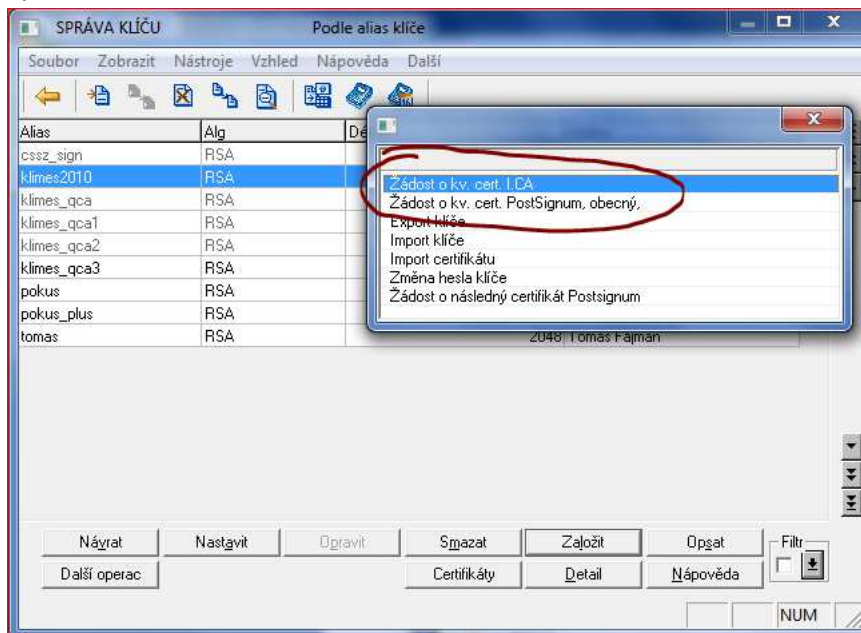 SPRÁVA KLÍČU Podle alias klíče
Soubor Zobrazit Nástroje Vzhled Nápověda Další
Alias Alg Dé
cssz_sign RSA
klimes2010 RSA
klimes_qca RSA
klimes_qca1 RSA
klimes_qca2 RSA
klimes_qca3 RSA
pokus RSA
pokus_plus RSA
tomas RSA 2048 Tomas Fajman
Žádost o kv. cert. I.CA
Žádost o kv. cert. PostSignum, obecný,
Export klíče
Import klíče
Import certifikátu
Změna hesla klíče
Žádost o následný certifikát Postsignum
Návrat Nastavit Opravit Smazat Založit Opsat Filtr
Další operac Certifikáty Detail Nápověda
NUM